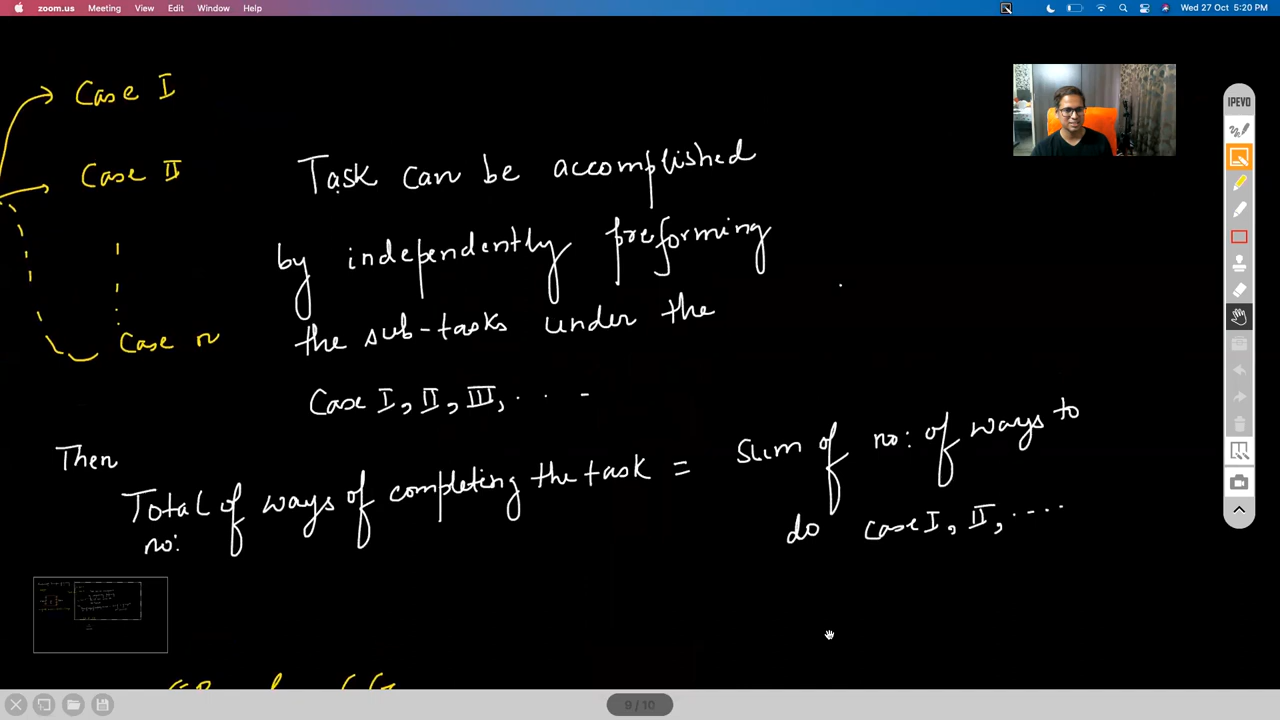 zoom.us Meeting View Edit Window Help Wed 27 Oct 5:20 PM
IPEVO
Case I
Case II
Case n
Task can be accomplished
by independently preforming
the sub-tasks under the
Case I, II, III, . . -
Then
Total of ways of completing the task = Sum of no: of ways to
no:
do case I, II, ....
9 / 10